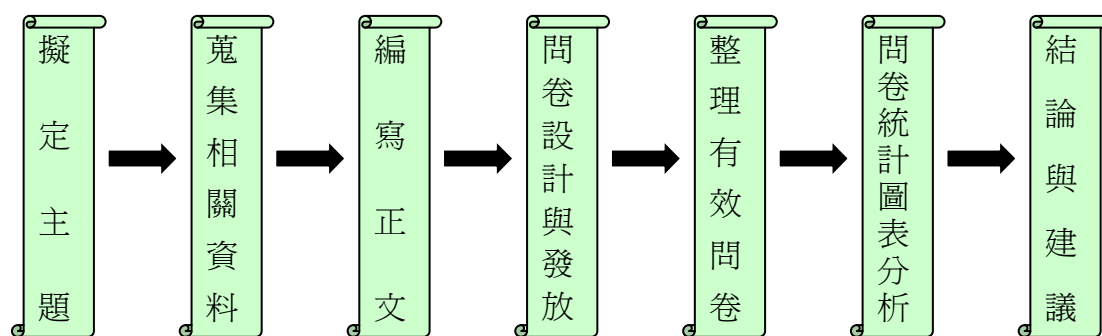 擬定主題
蒐集相關資料
編寫正文
問卷設計與發放
整理有效問卷
問卷統計圖表分析
結論與建議